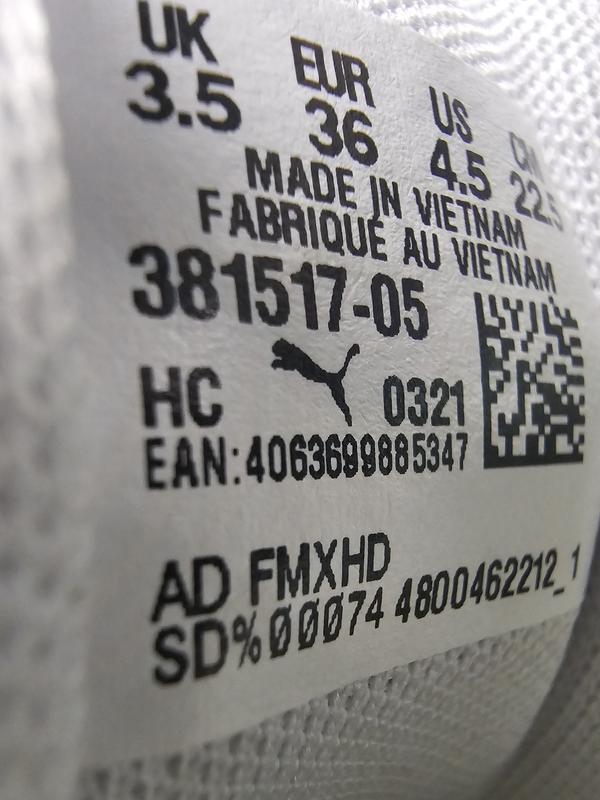 UK EUR US CM
3.5 36 4.5 22.5
MADE IN VIETNAM
FABRIQUÉ AU VIETNAM
381517-05
HC 0321
EAN:4063699885347
AD FMXHD
SD%ØØØ74 4800462212_1